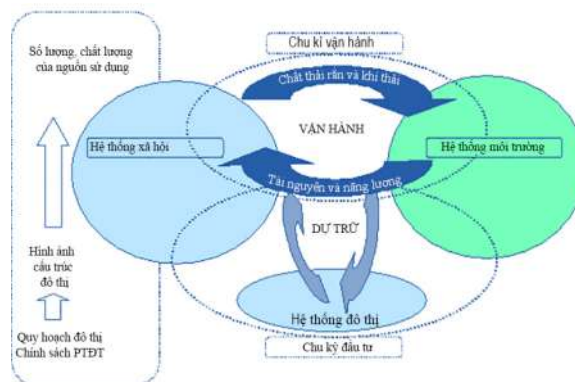 Số lượng, chất lượng
của nguồn sử dụng
Chu kì vận hành
Chất thải rắn và khí thải
VẬN HÀNH
Hệ thống xã hội
Hệ thống môi trường
Tài nguyên và năng lượng
DỰ TRỮ
Hình ảnh
cấu trúc
đô thị
Hệ thống đô thị
Quy hoạch đô thị
Chính sách PTĐT
Chu kỳ đầu tư